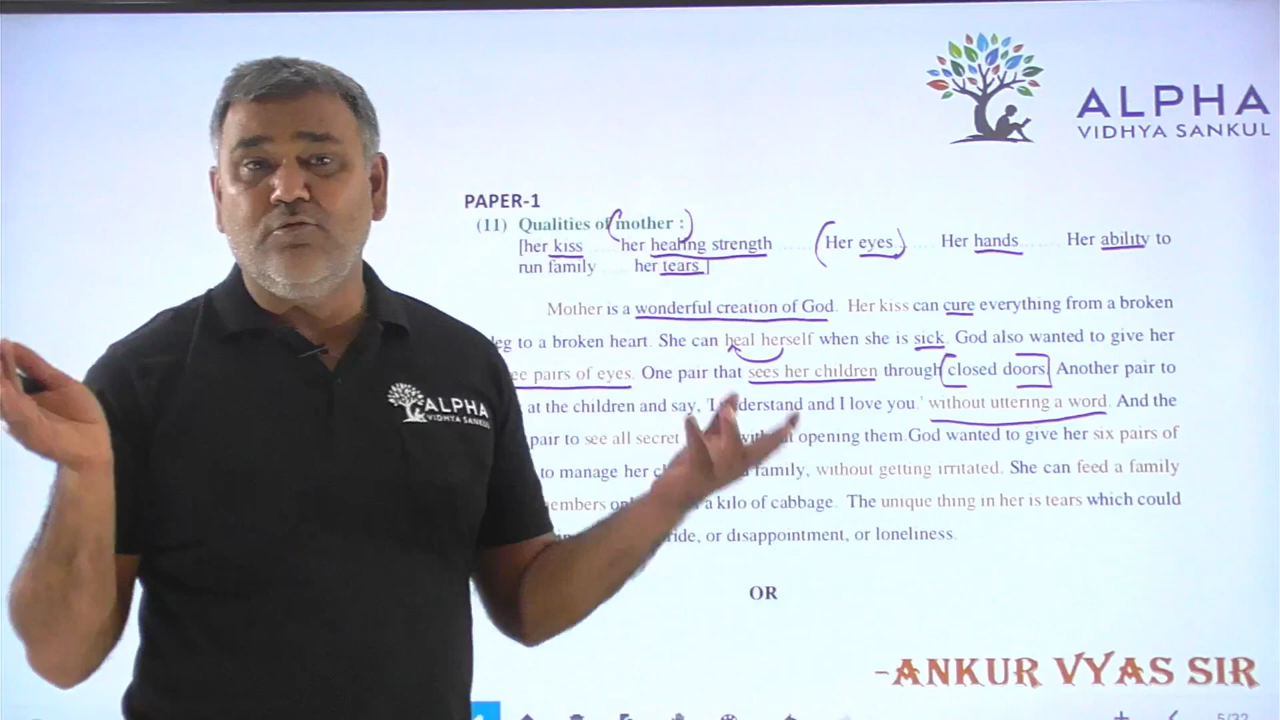 ALPHA
VIDHYA SANKUL
PAPER-1
(11) Qualities of mother :
[her kiss ...... her healing strength ...... Her eyes ...... Her hands ...... Her ability to
run family her tears ]
Mother is a wonderful creation of God. Her kiss can cure everything from a broken
leg to a broken heart. She can heal herself when she is sick. God also wanted to give her
pairs of eyes. One pair that sees her children through closed doors. Another pair to
at the children and say, 'I understand and I love you.' without uttering a word. And the
pair to see all secret opening them.God wanted to give her six pairs of
to manage her family, without getting irritated. She can feed a family
a kilo of cabbage. The unique thing in her is tears which could
or disappointment, or loneliness.
OR
ALPHA
VIDHYA SANKUL
-ANKUR VYAS SIR
5/22